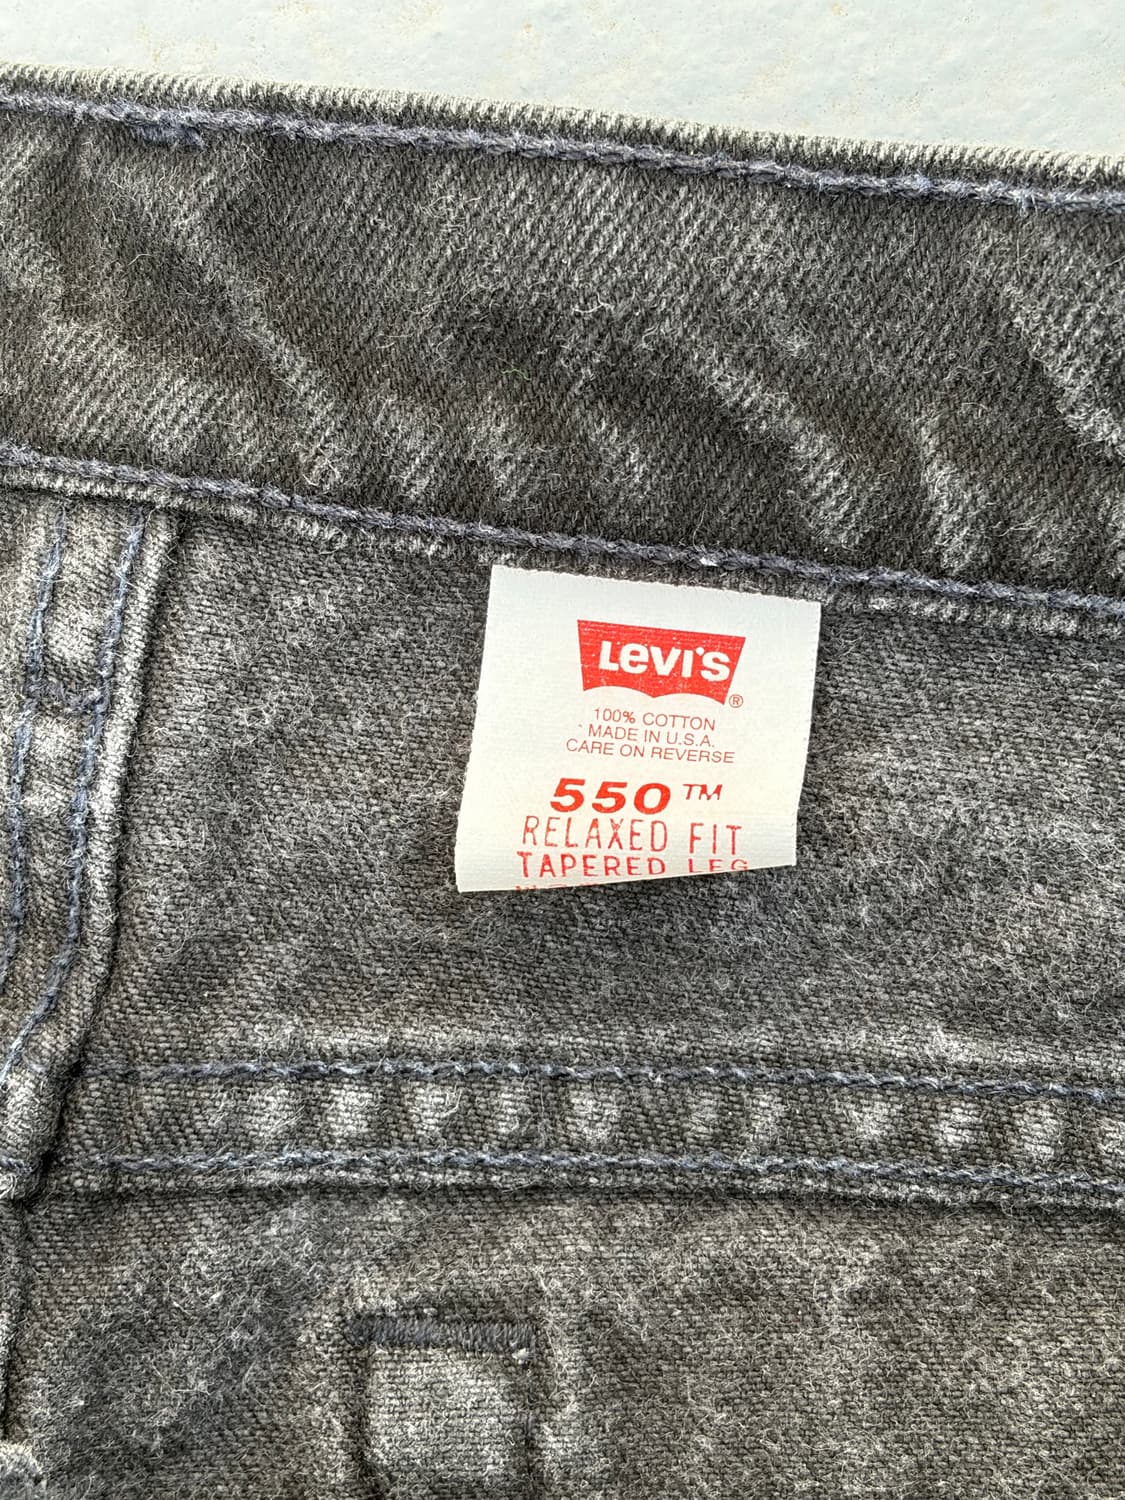 Levi's ®
100% COTTON
MADE IN U.S.A.
CARE ON REVERSE
550™
RELAXED FIT
TAPERED LEG